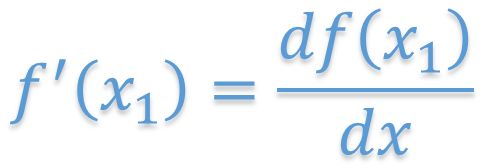 f′(x₁) = df(x₁)/dx